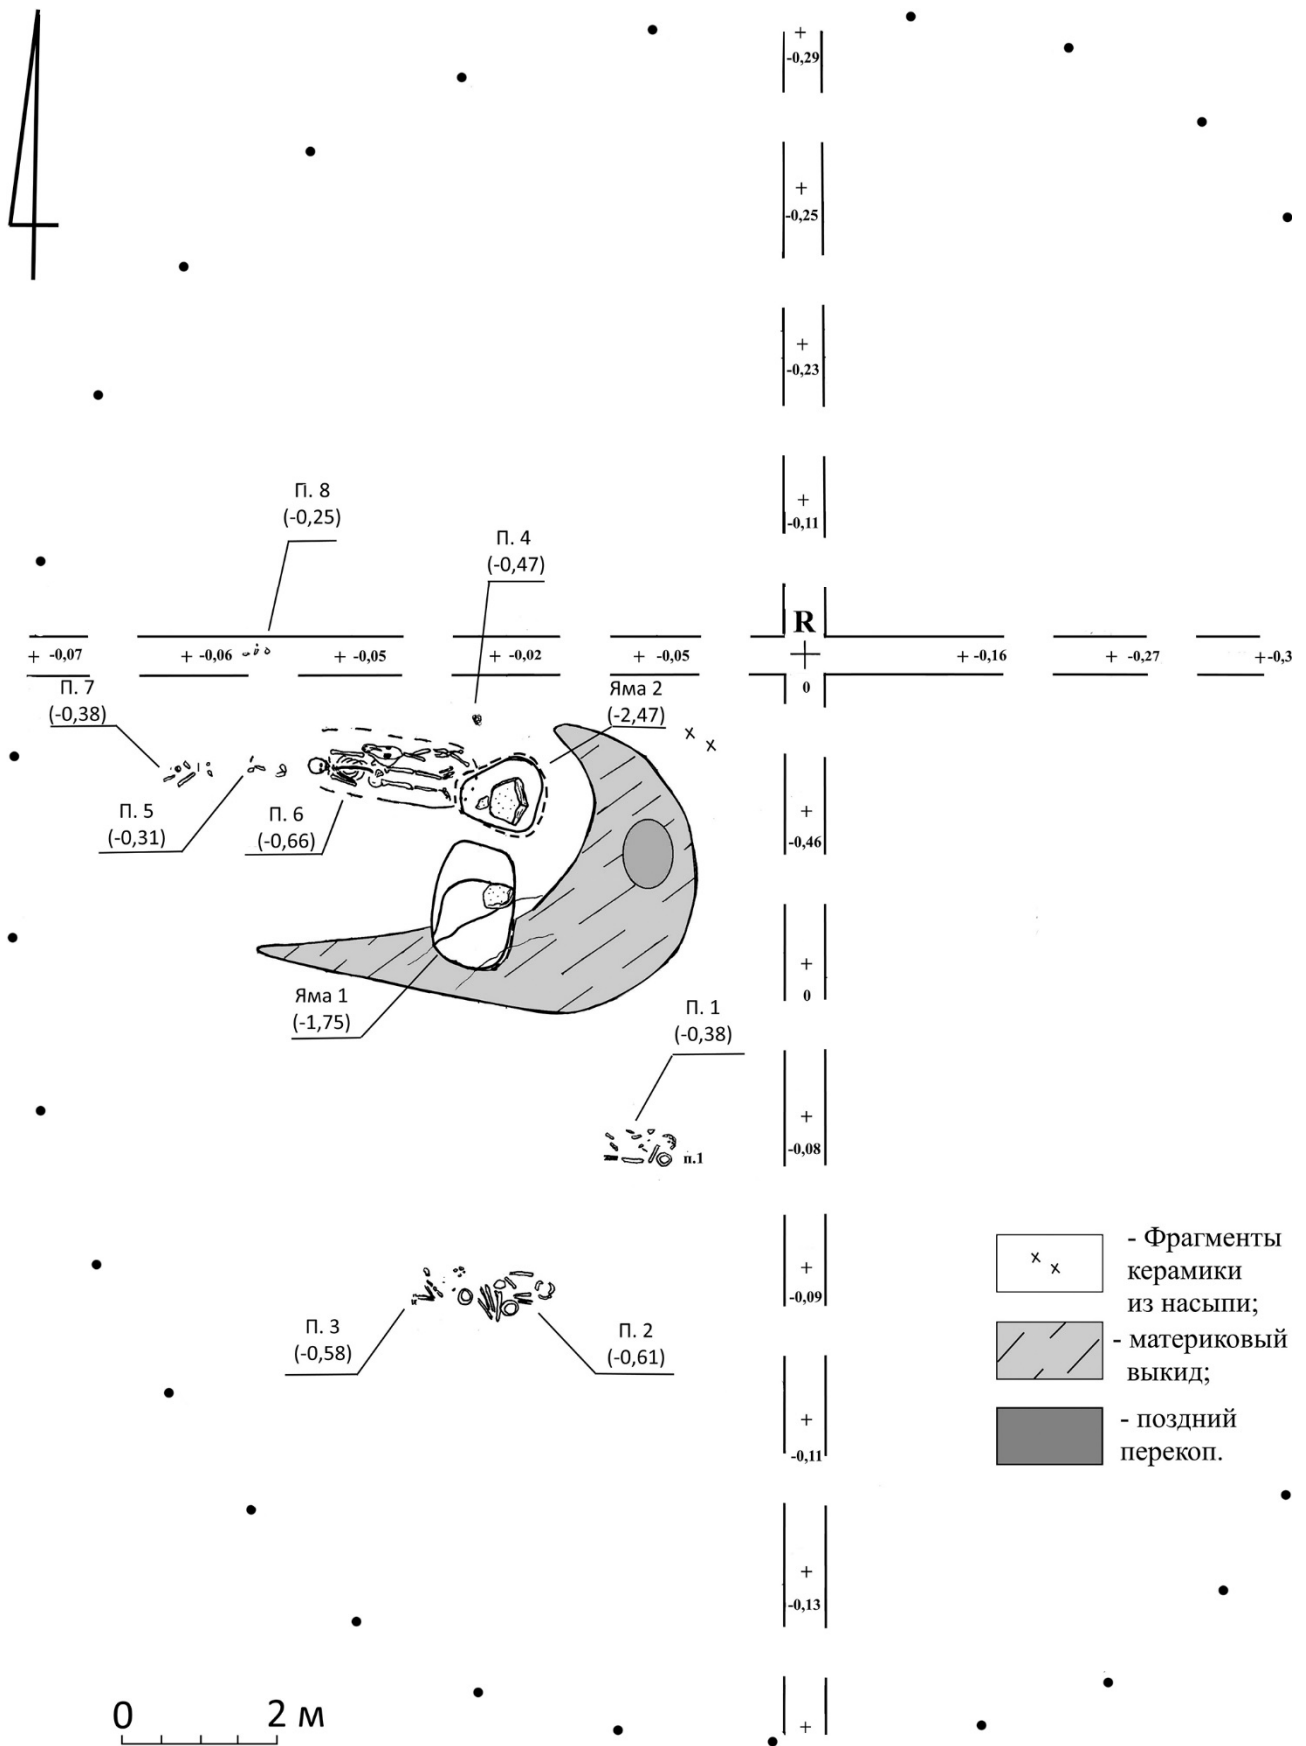 +
-0,29
+
-0,25
+
-0,23
П. 8
(-0,25)
+
-0,11
П. 4
(-0,47)
R
+ -0,07
+ -0,06
+ -0,05
+ -0,02
+ -0,05
+ -0,16
+ -0,27
+-0,3
0
П. 7
(-0,38)
Яма 2
(-2,47)
x x
П. 5
(-0,31)
П. 6
(-0,66)
+
-0,46
+
0
Яма 1
(-1,75)
П. 1
(-0,38)
п.1
+
-0,08
+
-0,09
П. 3
(-0,58)
П. 2
(-0,61)
x x
- Фрагменты
керамики
из насыпи;
- материковый
выкид;
- поздний
перекоп.
+
-0,11
+
-0,13
+
0 2 м